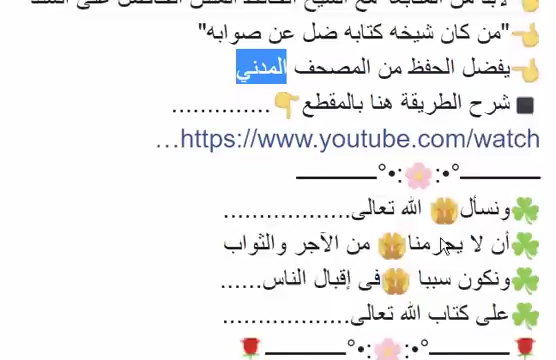 👈"من كان شيخه كتابه ضل عن صوابه"
👈يفضل الحفظ من المصحف المدني
◾شرح الطريقة هنا بالمقطع👇..............
https://www.youtube.com/watch…
————°•:🌸:•°————
☘ونسأل🤲 الله تعالى..................
☘أن لا يحرمنا🤲 من الآجر والثواب
☘ونكون سببا 🤲فى إقبال الناس......
☘على كتاب الله تعالى..................
🌹————°•:🌸:•°————🌹